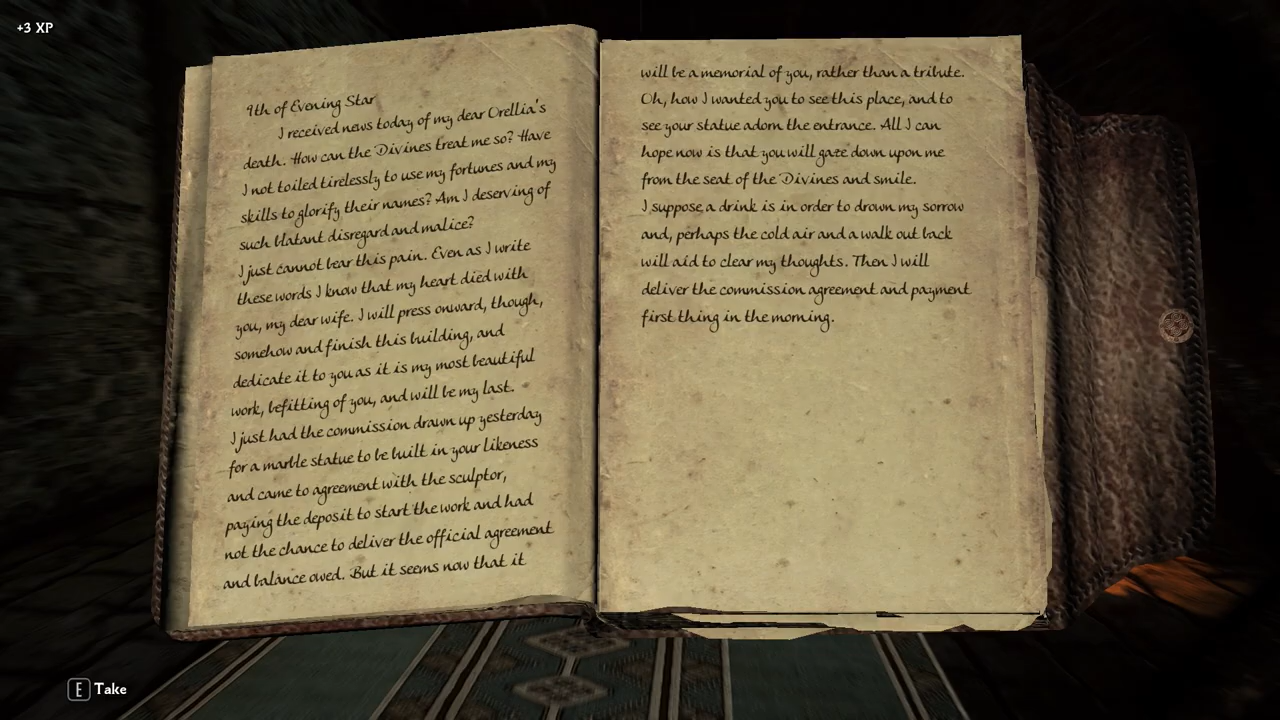 +3 XP
9th of Evening Star
I received news today of my dear Orellia's
death. How can the Divines treat me so? Have
I not toiled tirelessly to use my fortunes and my
skills to glorify their names? Am I deserving of
such blatant disregard and malice?
I just cannot bear this pain. Even as I write
these words I know that my heart died with
you, my dear wife. I will press onward, though,
somehow and finish this building, and
dedicate it to you as it is my most beautiful
work, befitting of you, and will be my last.
I just had the commission drawn up yesterday
for a marble statue to be built in your likeness
and came to agreement with the sculptor,
paying the deposit to start the work and had
not the chance to deliver the official agreement
and balance owed. But it seems now that it
will be a memorial of you, rather than a tribute.
Oh, how I wanted you to see this place, and to
see your statue adorn the entrance. All I can
hope now is that you will gaze down upon me
from the seat of the Divines and smile.
I suppose a drink is in order to drown my sorrow
and, perhaps the cold air and a walk out back
will aid to clear my thoughts. Then I will
deliver the commission agreement and payment
first thing in the morning.
E Take